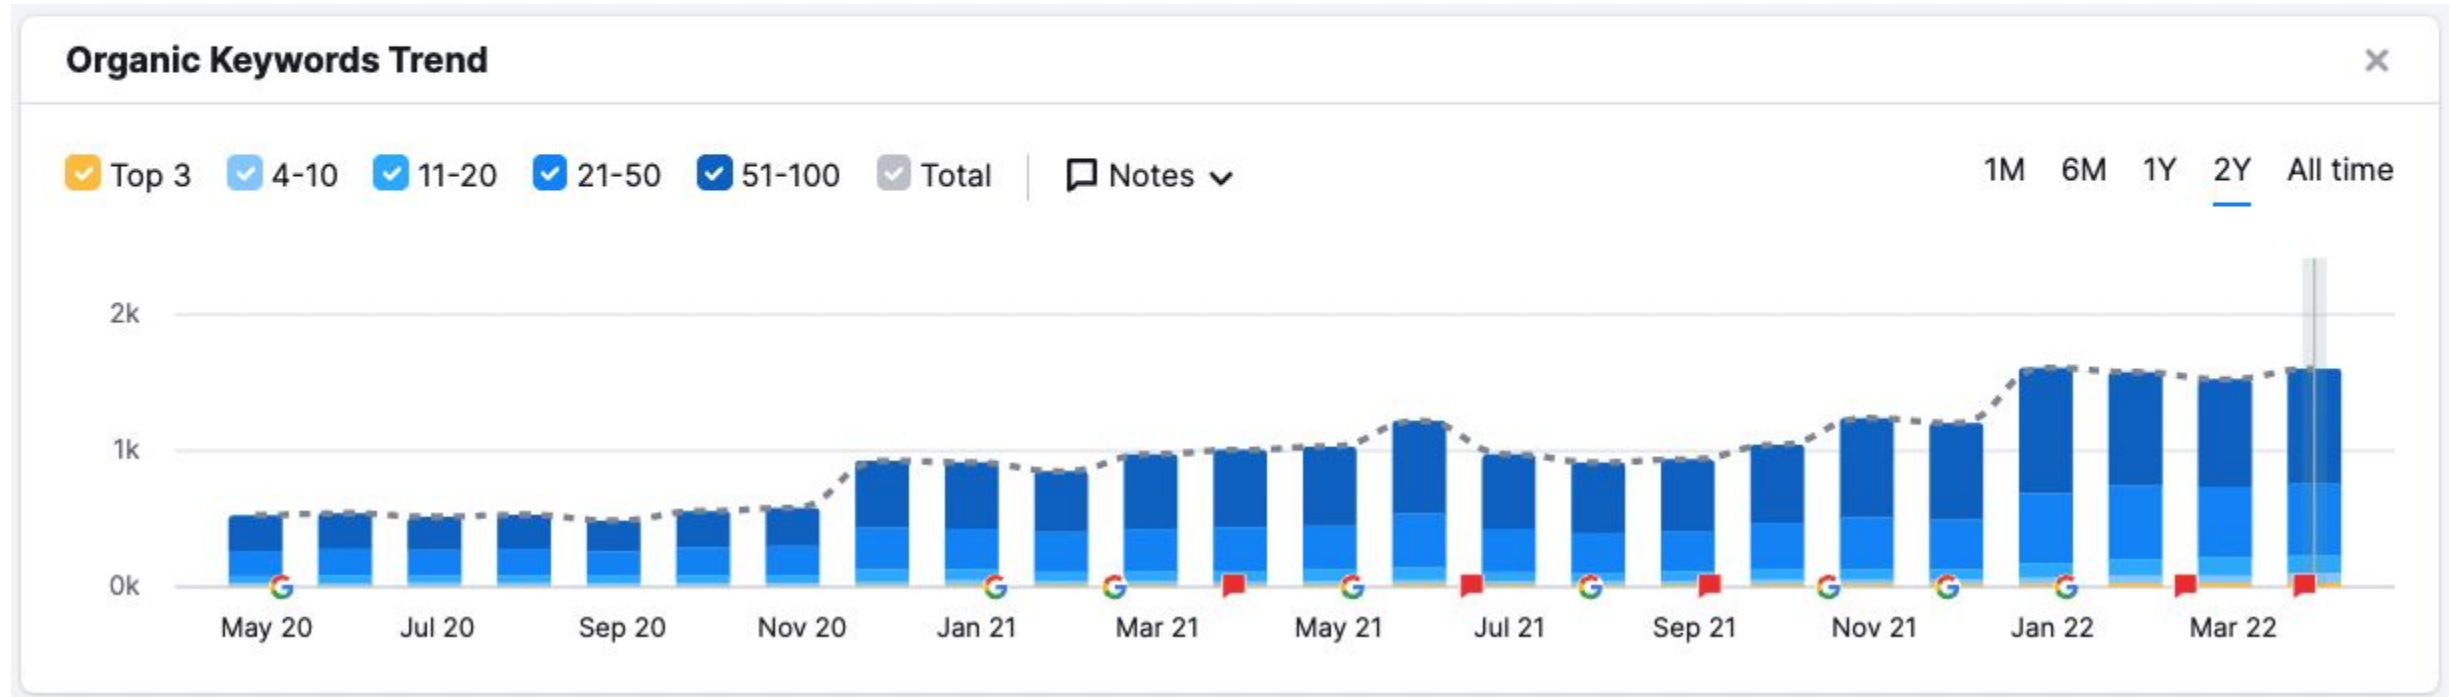 Organic Keywords Trend
Top 3 4-10 11-20 21-50 51-100 Total Notes 1M 6M 1Y 2Y All time
2k
1k
0k
May 20 Jul 20 Sep 20 Nov 20 Jan 21 Mar 21 May 21 Jul 21 Sep 21 Nov 21 Jan 22 Mar 22